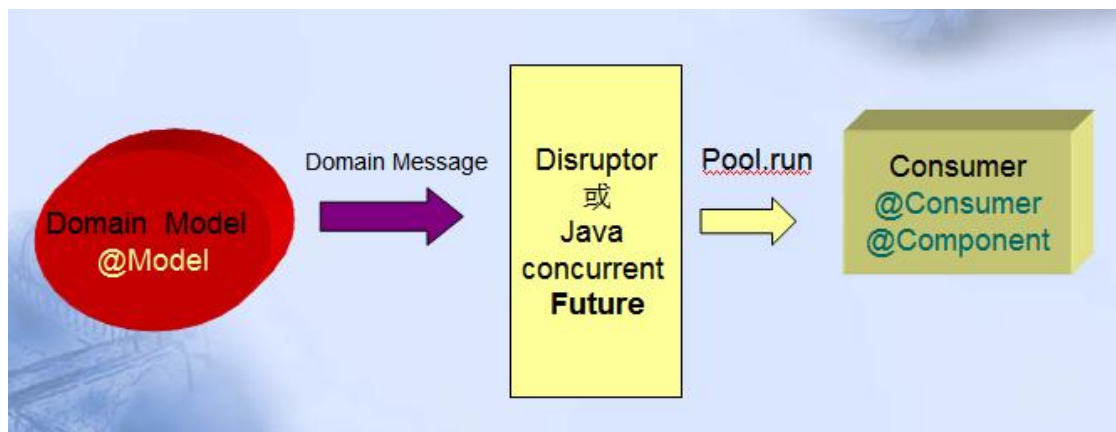 Domain Model
@Model
Domain Message
Disruptor
或
Java
concurrent
Future
Pool.run
Consumer
@Consumer
@Component